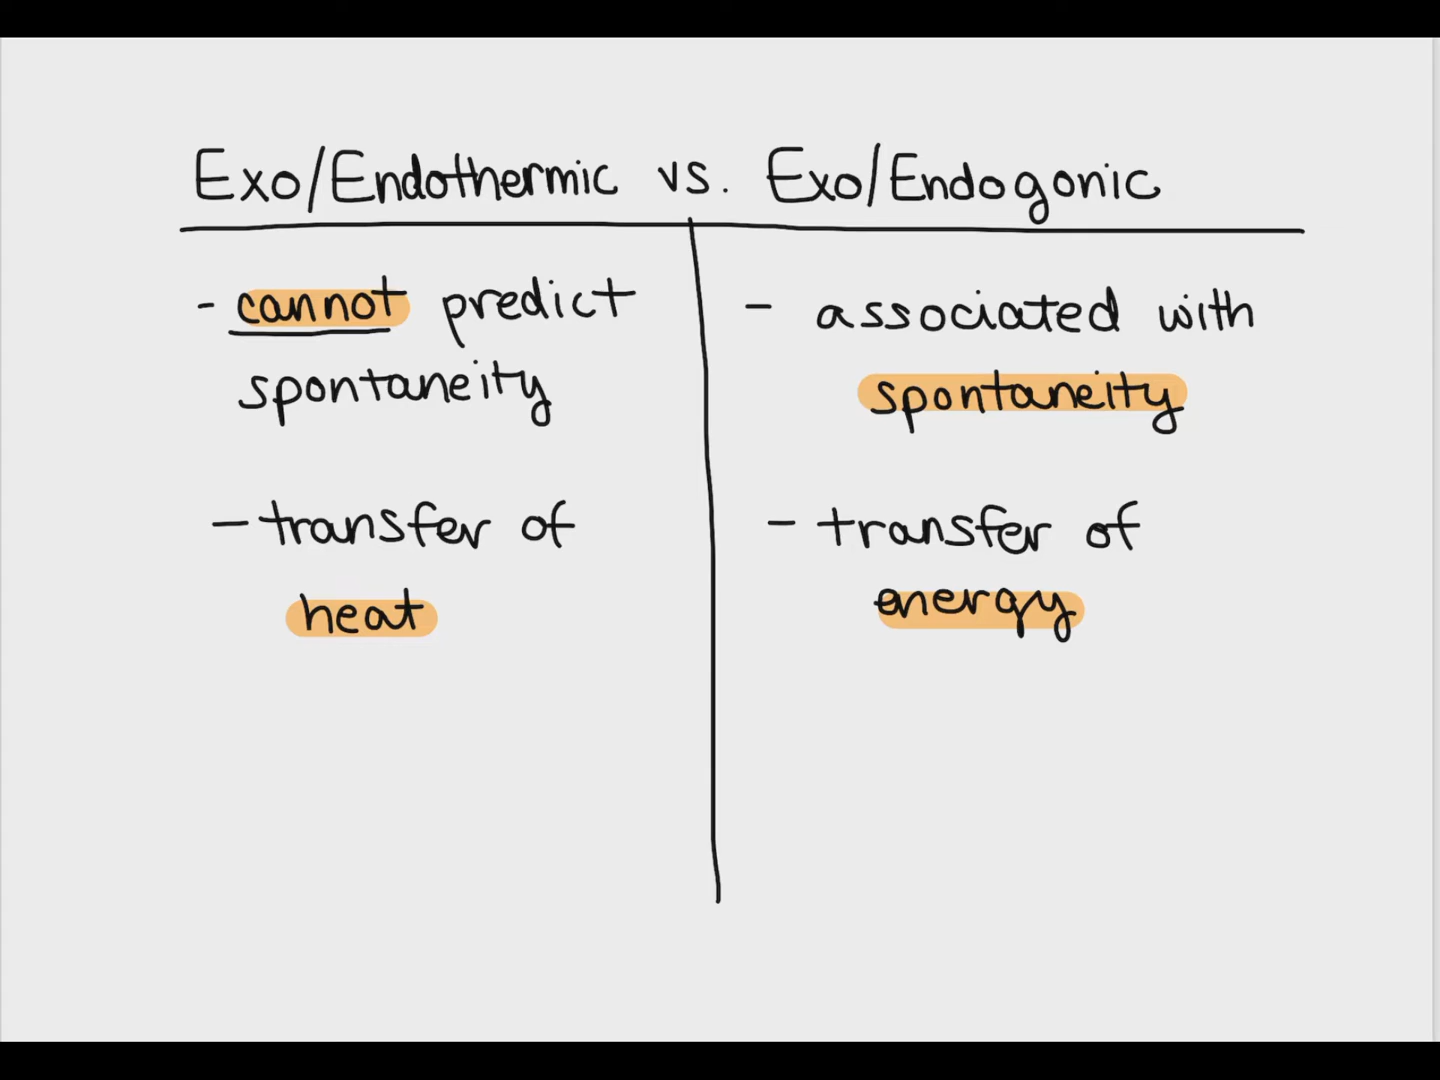 Exo/Endothermic vs. Exo/Endogonic
- cannot predict
spontaneity
- transfer of
heat
- associated with
spontaneity
- transfer of
energy